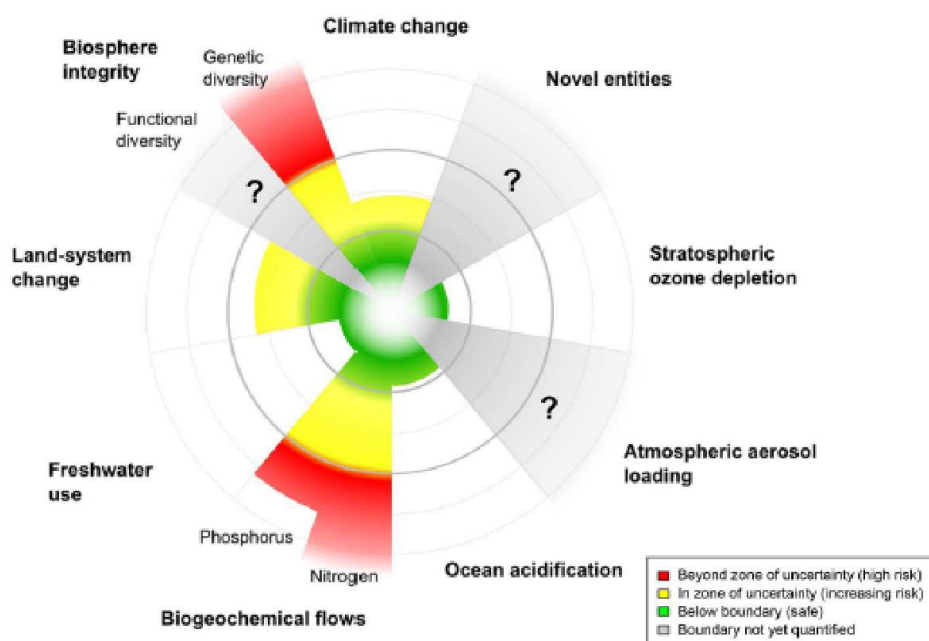 Climate change
Biosphere
integrity
Genetic
diversity
Novel entities
Functional
diversity
?
?
Land-system
change
Stratospheric
ozone depletion
?
Atmospheric aerosol
loading
Freshwater
use
Phosphorus
Nitrogen
Ocean acidification
Biogeochemical flows
Beyond zone of uncertainty (high risk)
In zone of uncertainty (increasing risk)
Below boundary (safe)
Boundary not yet quantified